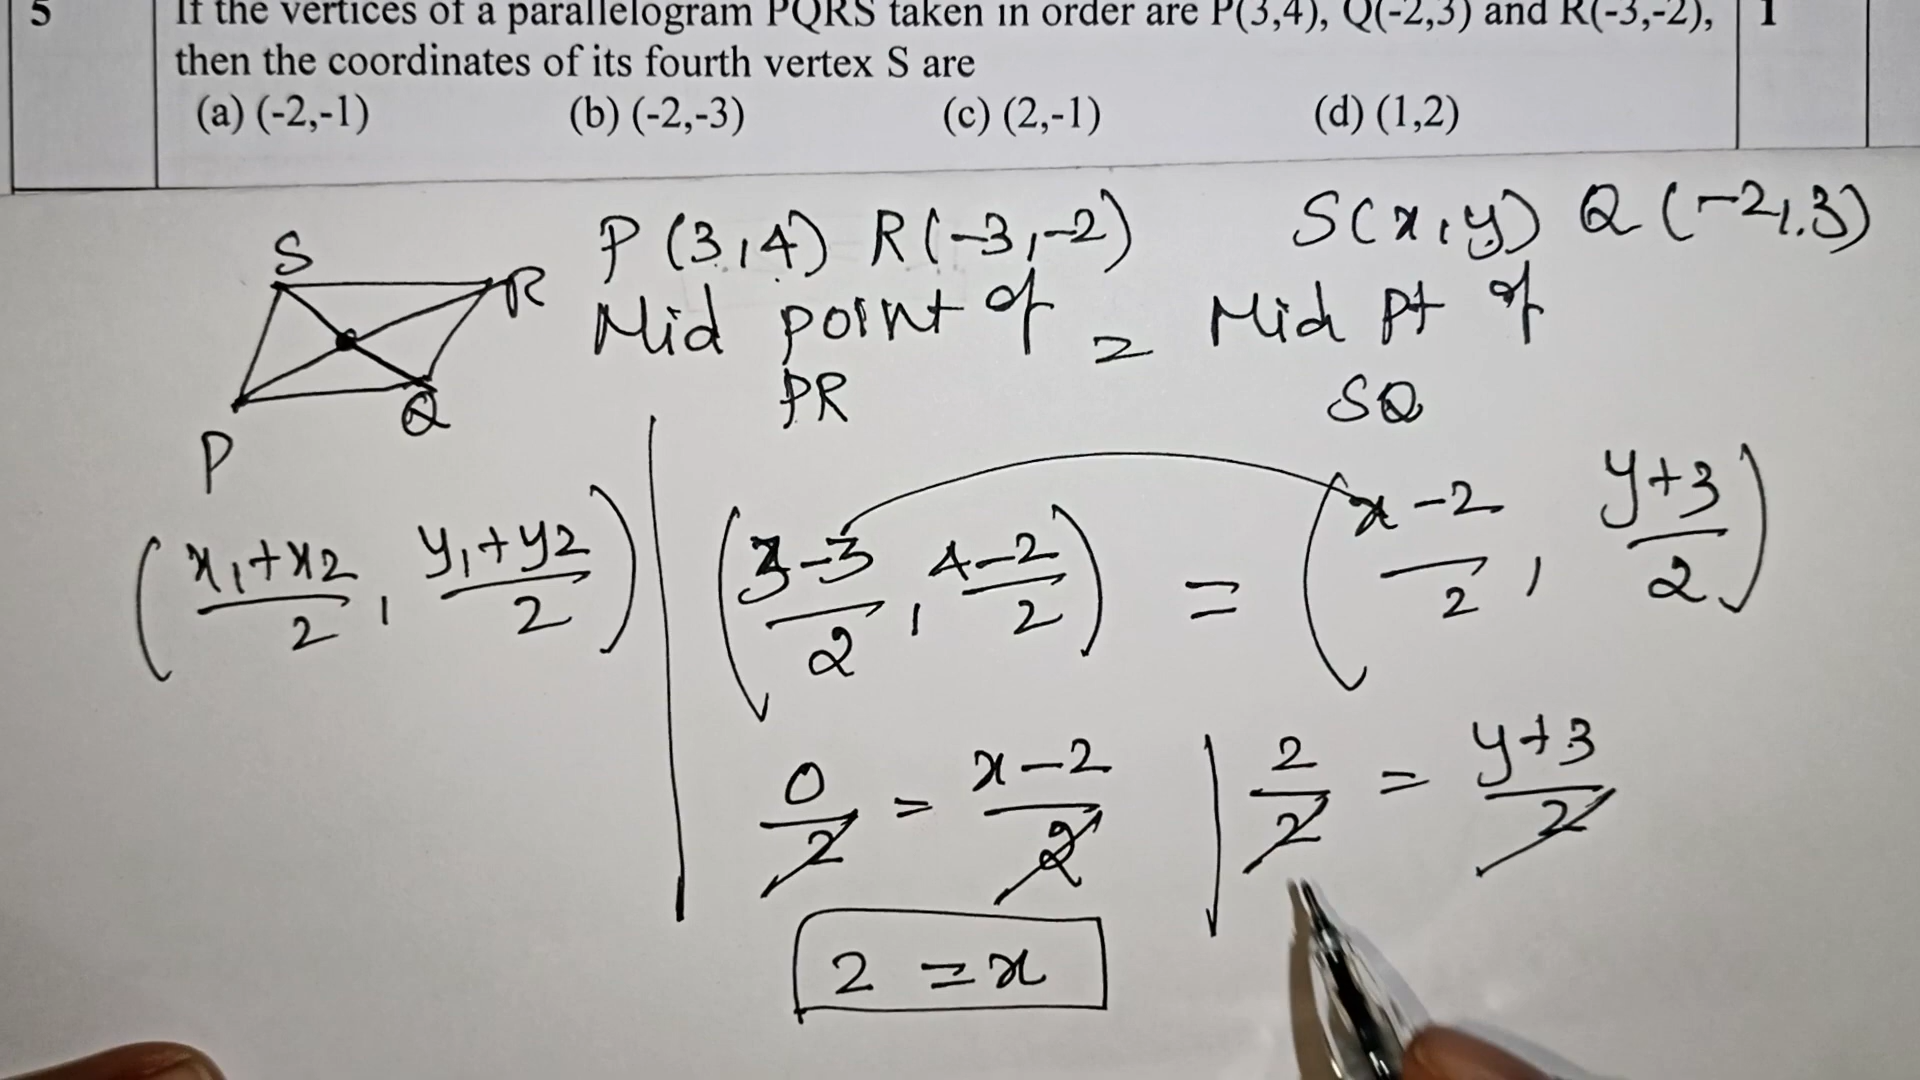 5 If the vertices of a parallelogram PQRS taken in order are P(3,4), Q(-2,3) and R(-3,-2), 1
then the coordinates of its fourth vertex S are
(a) (-2,-1) (b) (-2,-3) (c) (2,-1) (d) (1,2)
P (3,4) R(-3,-2) S(x,y) Q (-2,3)
S R
Mid point of = Mid pt of
PR SQ
P Q
(x₁+x₂/2, y₁+y₂/2) (3-3/2, 4-2/2) = (x-2/2, y+3/2)
0/2 = x-2/2 2/2 = y+3/2
2 = x